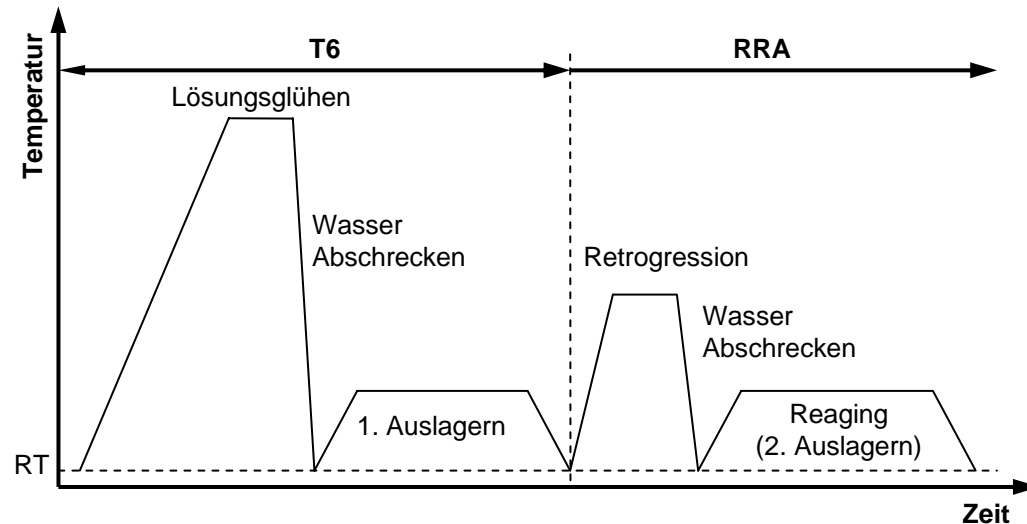 T6
RRA
Temperatur
Lösungsglühen
Wasser
Abschrecken
Retrogression
Wasser
Abschrecken
1. Auslagern
Reaging
(2. Auslagern)
RT
Zeit